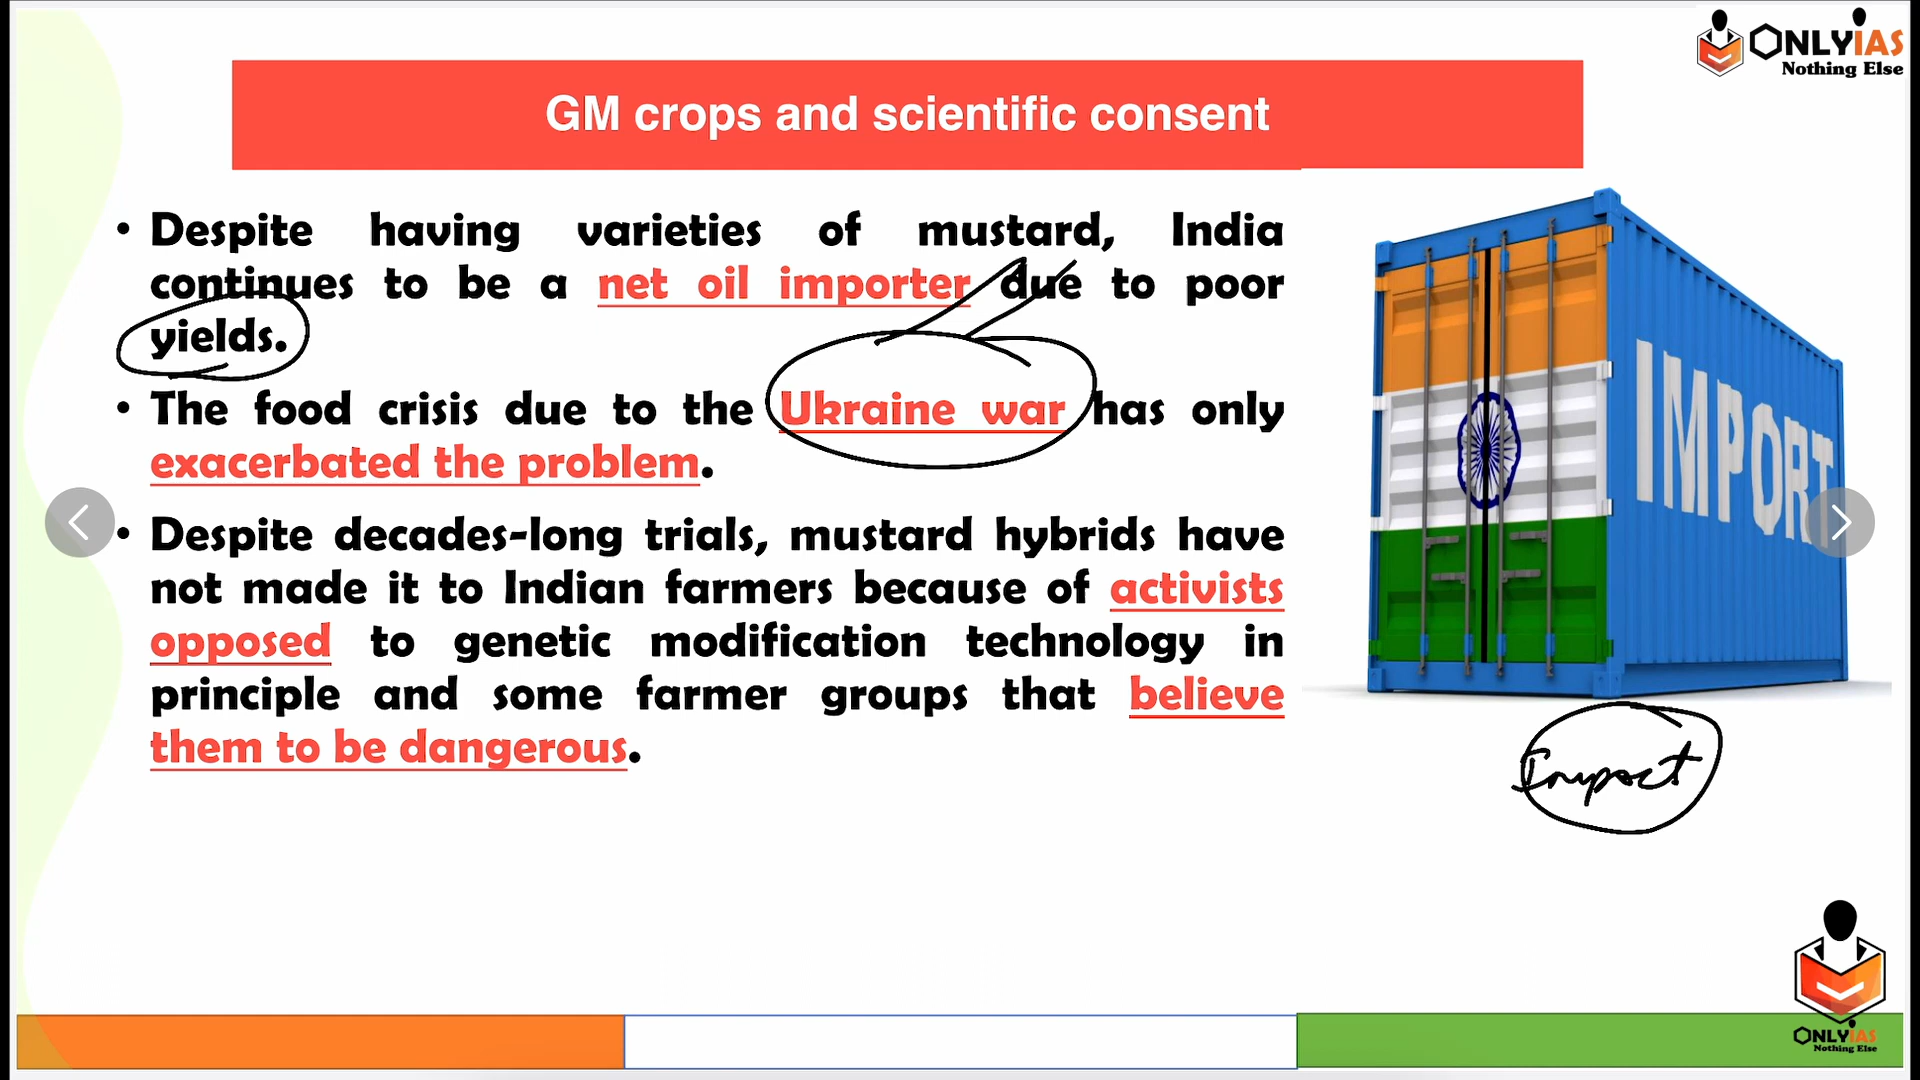 ONLYIAS
Nothing Else
GM crops and scientific consent
• Despite having varieties of mustard, India
continues to be a net oil importer due to poor
yields.
• The food crisis due to the Ukraine war has only
exacerbated the problem.
• Despite decades-long trials, mustard hybrids have
not made it to Indian farmers because of activists
opposed to genetic modification technology in
principle and some farmer groups that believe
them to be dangerous.
IMPORT
Impact
ONLYIAS
Nothing Else